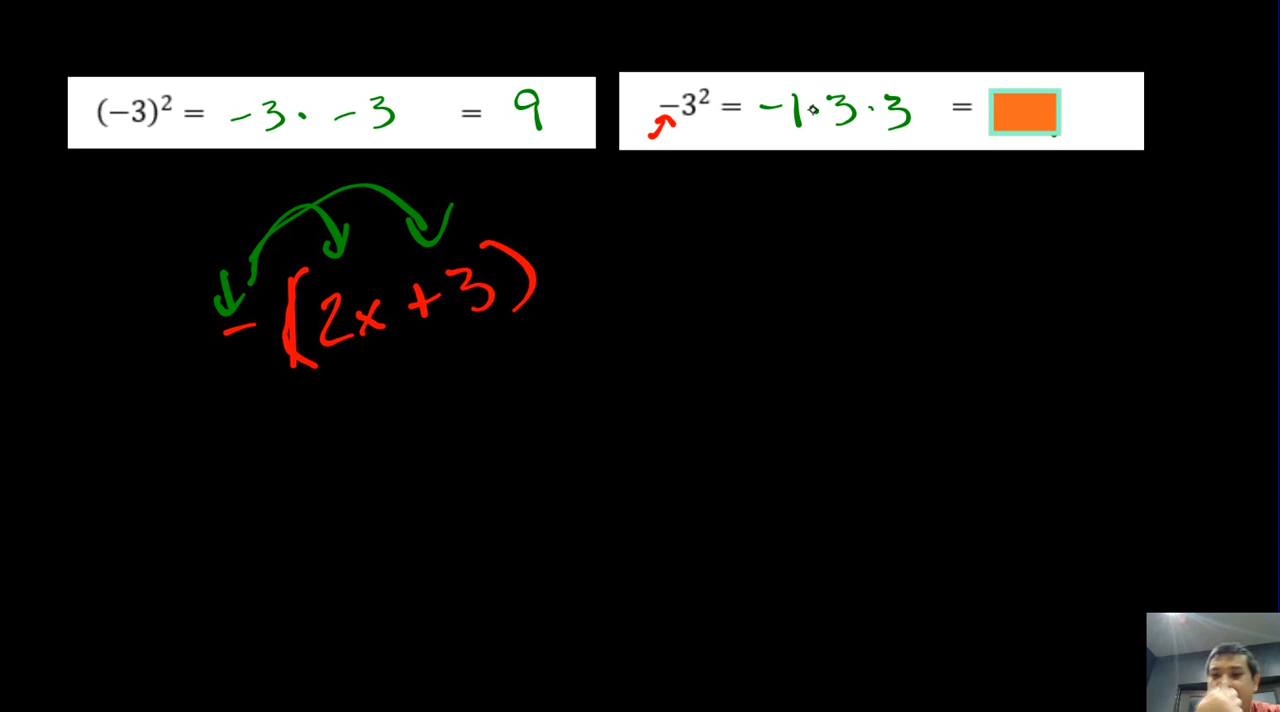 (−3)² = -3 · -3 = 9
−3² = -1 · 3 · 3 =
- (2x + 3)